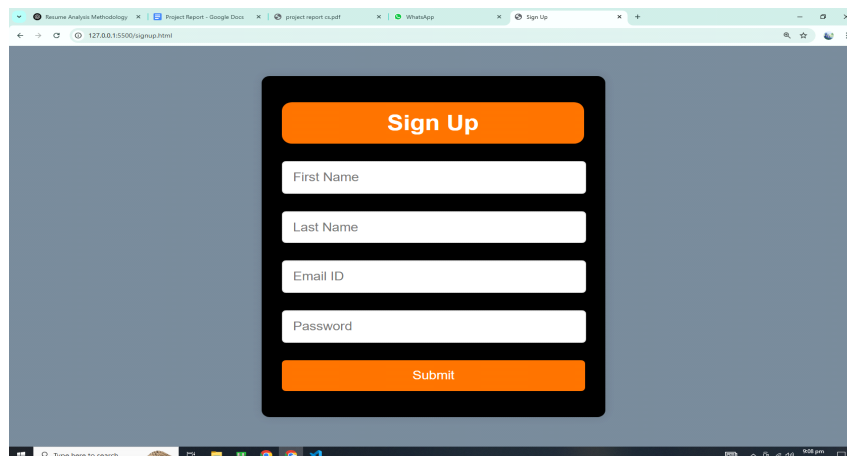 Resume Analysis Methodology
Project Report - Google Docs
project report cs.pdf
WhatsApp
Sign Up
127.0.0.1:5500/signup.html
Sign Up
First Name
Last Name
Email ID
Password
Submit
Type here to search
9:08 pm